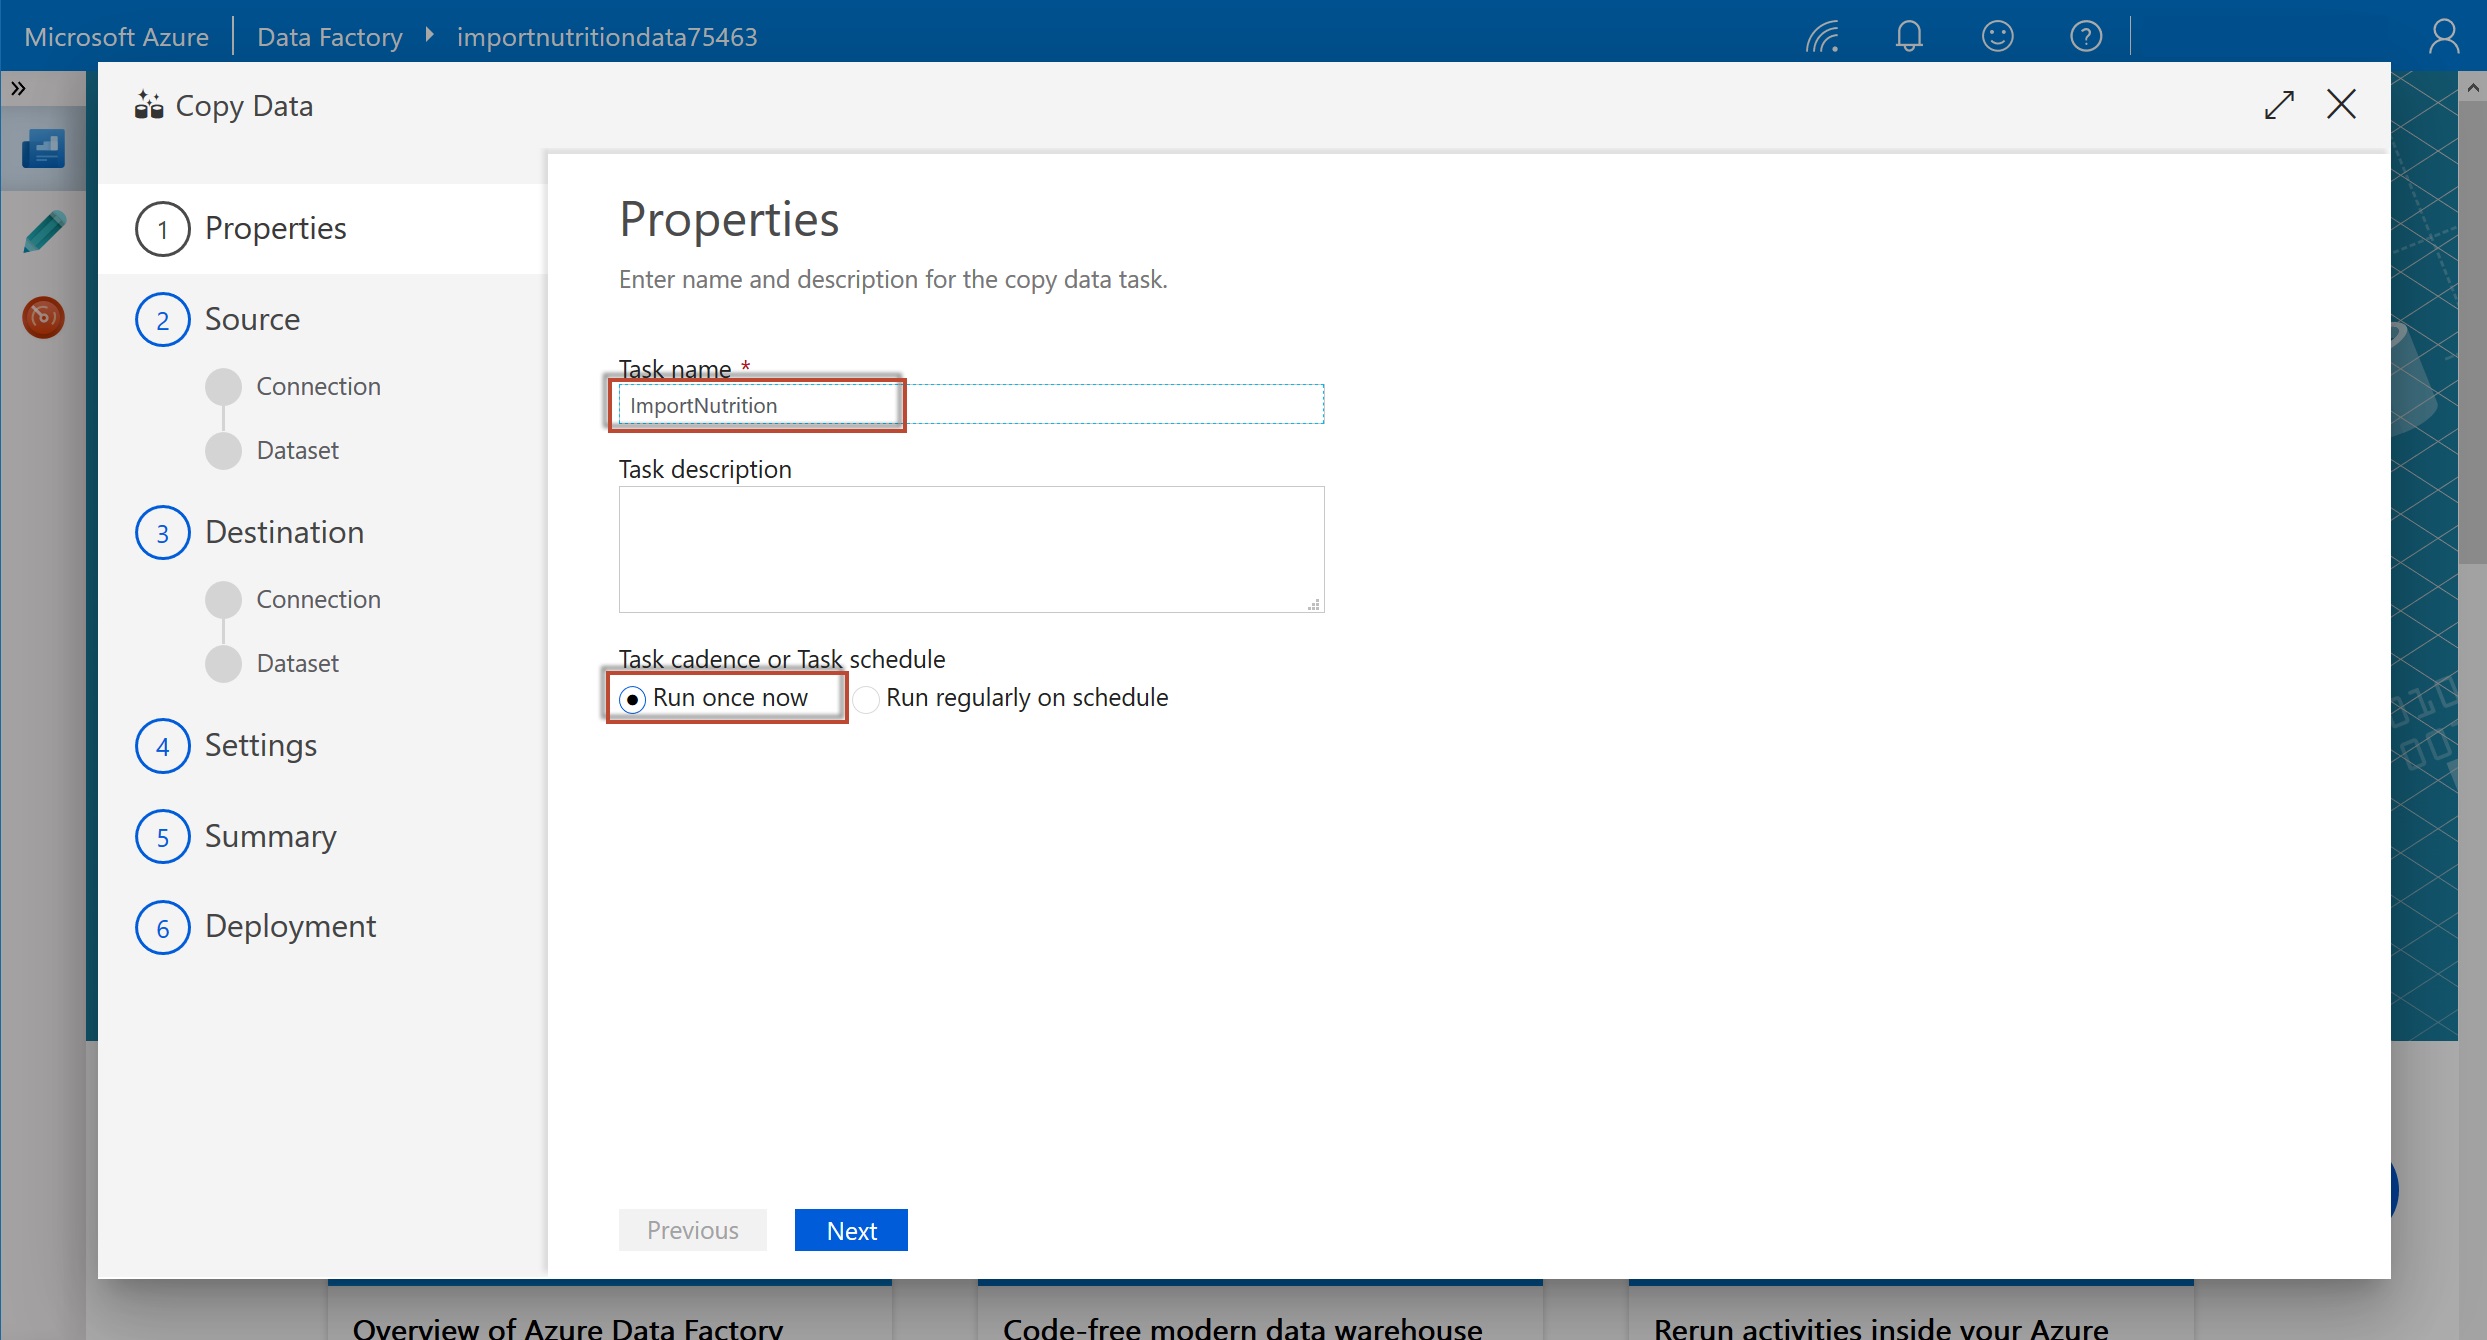 Microsoft Azure Data Factory importnutritiondata75463
Copy Data
1 Properties
2 Source
Connection
Dataset
3 Destination
Connection
Dataset
4 Settings
5 Summary
6 Deployment
Properties
Enter name and description for the copy data task.
Task name *
ImportNutrition
Task description
Task cadence or Task schedule
Run once now Run regularly on schedule
Previous Next
Overview of Azure Data Factory
Code-free modern data warehouse
Rerun activities inside your Azure